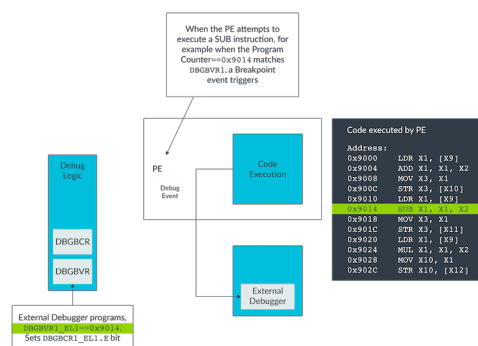 When the PE attempts to
execute a SUB instruction, for
example when the Program
Counter==0x9014 matches
DBGBVR1, a Breakpoint
event triggers
Debug
Logic
DBGBCR
DBGBVR
PE
Debug
Event
Code
Execution
External
Debugger
External Debugger programs,
DBGBVR1_EL1==0x9014.
Sets DBGBCR1_EL1.E bit
Code executed by PE
Address:
0x9000 LDR X1, [X9]
0x9004 ADD X1, X1, X2
0x9008 MOV X3, X1
0x900C STR X3, [X10]
0x9010 LDR X1, [X9]
0x9014 SUB X1, X1, X2
0x9018 MOV X3, X1
0x901C STR X3, [X11]
0x9020 LDR X1, [X9]
0x9024 MUL X1, X1, X2
0x9028 MOV X10, X1
0x902C STR X10, [X12]